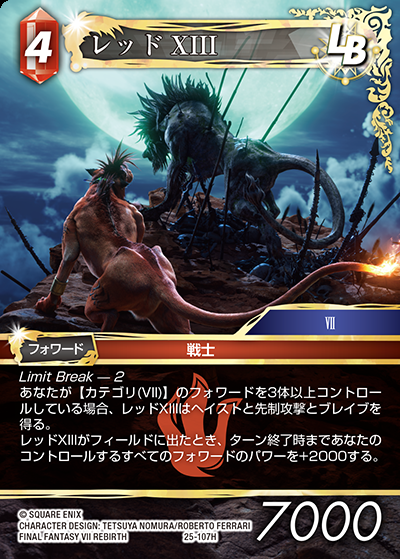 4
レッドXIII
LB
VII
フォワード
戦士
Limit Break — 2
あなたが【カテゴリ(VII)】のフォワードを3体以上コントロー
ルしている場合、レッドXIIIはヘイストと先制攻撃とブレイブを
得る。
レッドXIIIがフィールドに出たとき、ターン終了時まであなたの
コントロールするすべてのフォワードのパワーを+2000する。
© SQUARE ENIX
CHARACTER DESIGN: TETSUYA NOMURA/ROBERTO FERRARI
FINAL FANTASY VII REBIRTH
25-107H
7000